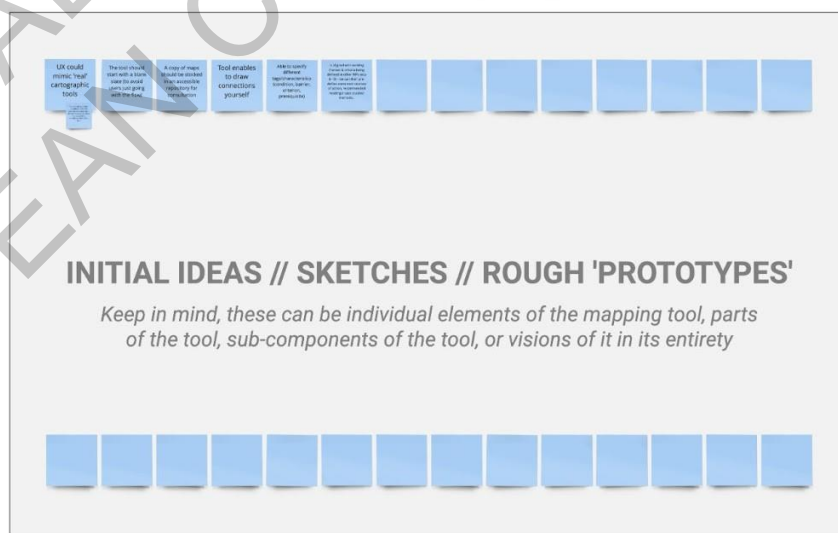 UX could
mimic 'real'
cartographic
tools
The tool should
start with a blank
state (to avoid
users just going
with the flow)
A copy of maps
should be stocked
in an accessible
repository for
consultation
Tool enables
to draw
connections
yourself
Able to specify
different
tags/characteristics
(condition, barrier,
criterion,
prerequisite)
INITIAL IDEAS // SKETCHES // ROUGH 'PROTOTYPES'
Keep in mind, these can be individual elements of the mapping tool, parts
of the tool, sub-components of the tool, or visions of it in its entirety
EAN